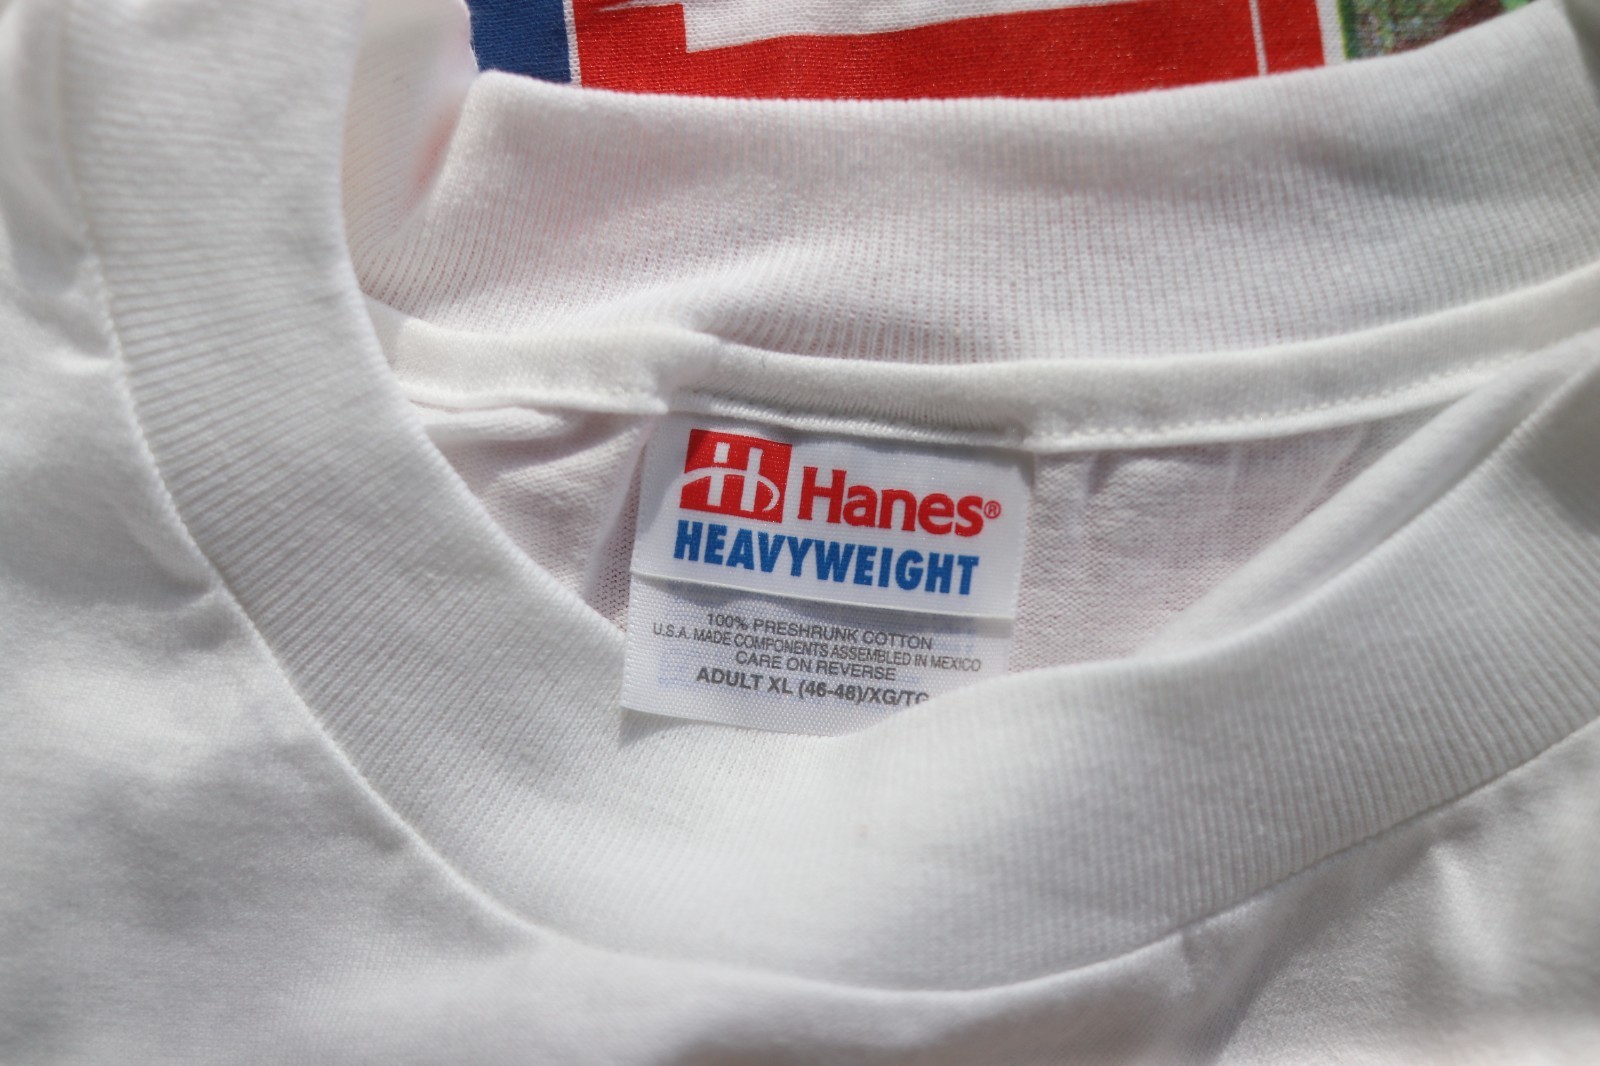 Hanes®
HEAVYWEIGHT
100% PRESHRUNK COTTON
U.S.A. MADE COMPONENTS ASSEMBLED IN MEXICO
CARE ON REVERSE
ADULT XL (46-48)/XG/TG